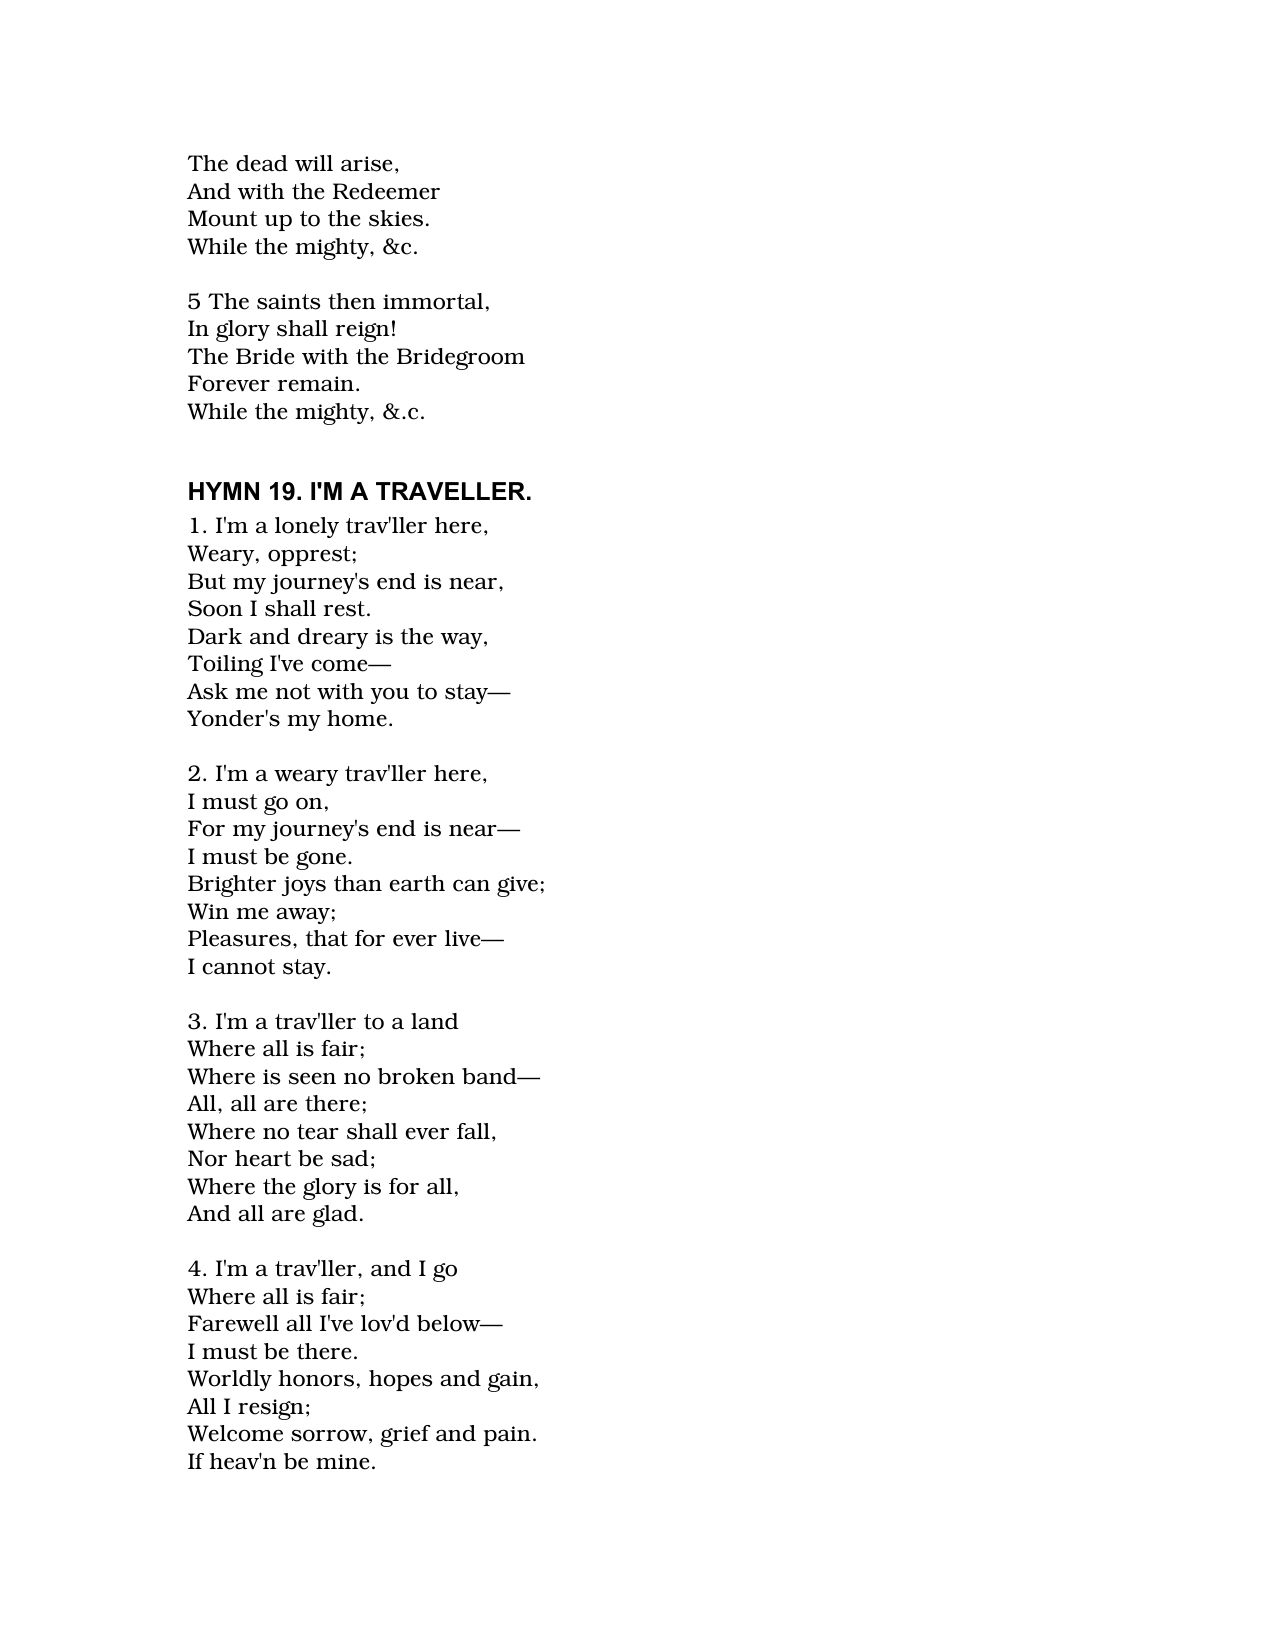 The dead will arise,
And with the Redeemer
Mount up to the skies.
While the mighty, &c.
5 The saints then immortal,
In glory shall reign!
The Bride with the Bridegroom
Forever remain.
While the mighty, &.c.
HYMN 19. I'M A TRAVELLER.
1. I'm a lonely trav'ller here,
Weary, opprest;
But my journey's end is near,
Soon I shall rest.
Dark and dreary is the way,
Toiling I've come—
Ask me not with you to stay—
Yonder's my home.
2. I'm a weary trav'ller here,
I must go on,
For my journey's end is near—
I must be gone.
Brighter joys than earth can give;
Win me away;
Pleasures, that for ever live—
I cannot stay.
3. I'm a trav'ller to a land
Where all is fair;
Where is seen no broken band—
All, all are there;
Where no tear shall ever fall,
Nor heart be sad;
Where the glory is for all,
And all are glad.
4. I'm a trav'ller, and I go
Where all is fair;
Farewell all I've lov'd below—
I must be there.
Worldly honors, hopes and gain,
All I resign;
Welcome sorrow, grief and pain.
If heav'n be mine.